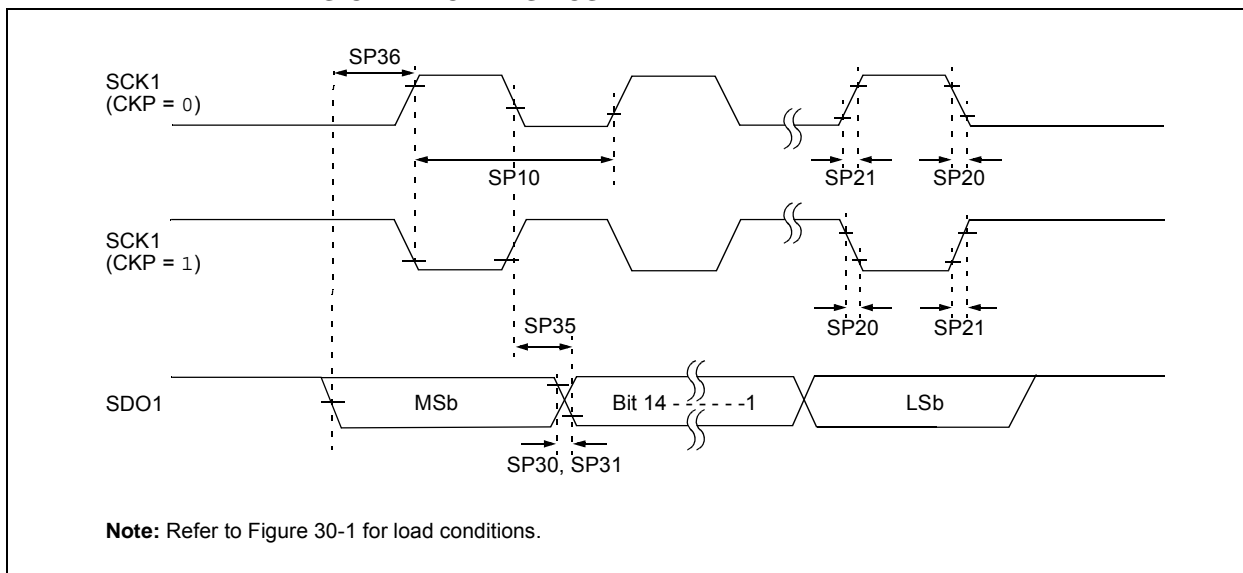 SP36
SCK1
(CKP = 0)
SP10
SP21
SP20
SCK1
(CKP = 1)
SP35
SP20
SP21
SDO1
MSb
Bit 14 - - - - - -1
LSb
SP30, SP31
Note: Refer to Figure 30-1 for load conditions.